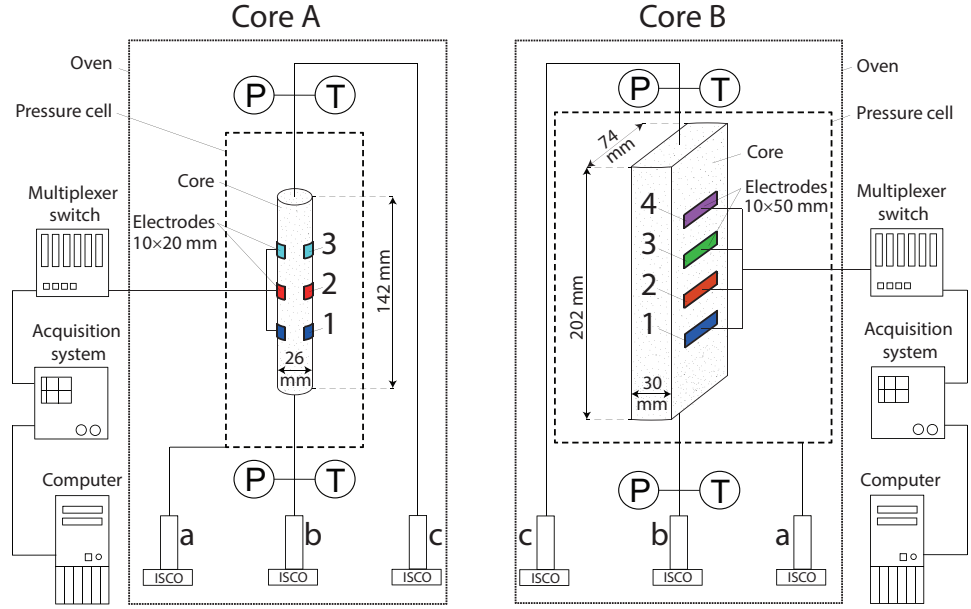 Core A
Core B
Oven
Pressure cell
Core
Electrodes
10×20 mm
Multiplexer
switch
Acquisition
system
Computer
P
T
3
2
1
26
mm
142 mm
P
T
a
b
c
ISCO
ISCO
ISCO
P
T
Oven
Pressure cell
74
mm
Core
Electrodes
10×50 mm
Multiplexer
switch
4
3
2
1
202 mm
30
mm
Acquisition
system
Computer
P
T
c
b
a
ISCO
ISCO
ISCO